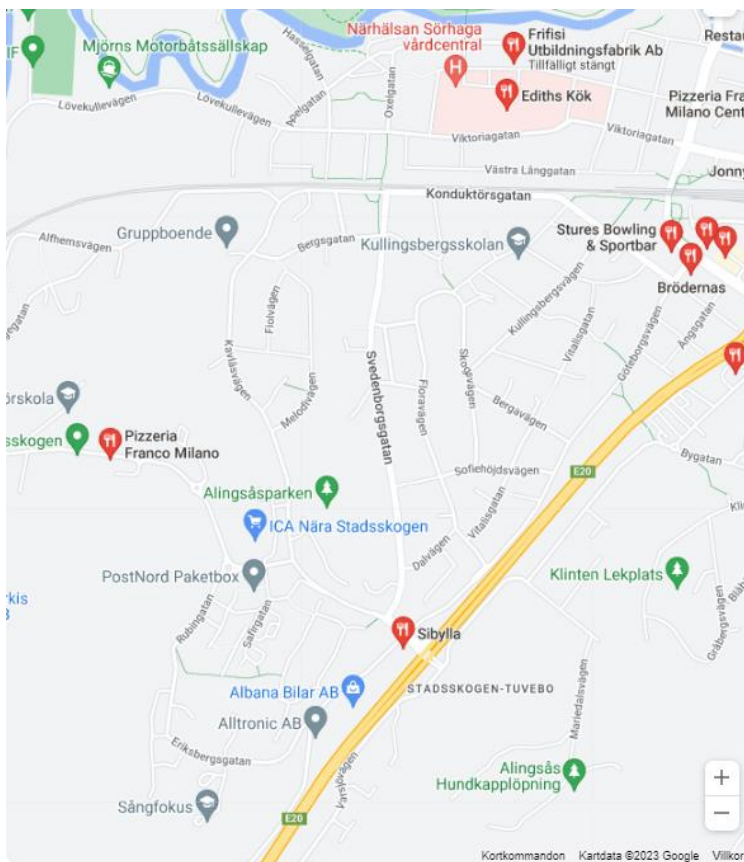 IF
Mjörns Motorbåtssällskap
Hasselgatan
Oxelgatan
Närhälsan Sörhaga
vårdcentral
Frifisi
Utbildningsfabrik Ab
Tillfälligt stängt
Restau
Lövekullevägen
Lövekullevägen
Apelgatan
Ediths Kök
Pizzeria Fra
Milano Cent
Viktoriagatan
Viktoriagatan
Västra Långgatan
Jonny
Konduktörsgatan
Alfhemsvägen
Gruppboende
Bergsgatan
Kullingsbergsskolan
Stures Bowling
& Sportbar
Brödernas
Kullingsbergsvägen
Vitalisgatan
Göteborgsvägen
Ängsgatan
Fiolvägen
Kavlåsvägen
Melodivägen
Svedenborgsgatan
Floravägen
Skogsvägen
Bergavägen
örskola
sskogen
Pizzeria
Franco Milano
Sofiehöjdsvägen
E20
Bygatan
Alingsåsparken
ICA Nära Stadsskogen
Vitalisgatan
Dalvägen
PostNord Paketbox
Klinten Lekplats
Rubingatan
Safirgatan
Gråbergsvägen
Sibylla
Albana Bilar AB
STADSSKOGEN-TUVEBO
Mariedalsvägen
Alltronic AB
Eriksbergsgatan
Alingsås
Hundkapplöpning
Sångfokus
E20
+
−
Kortkommandon Kartdata ©2023 Google Villkor